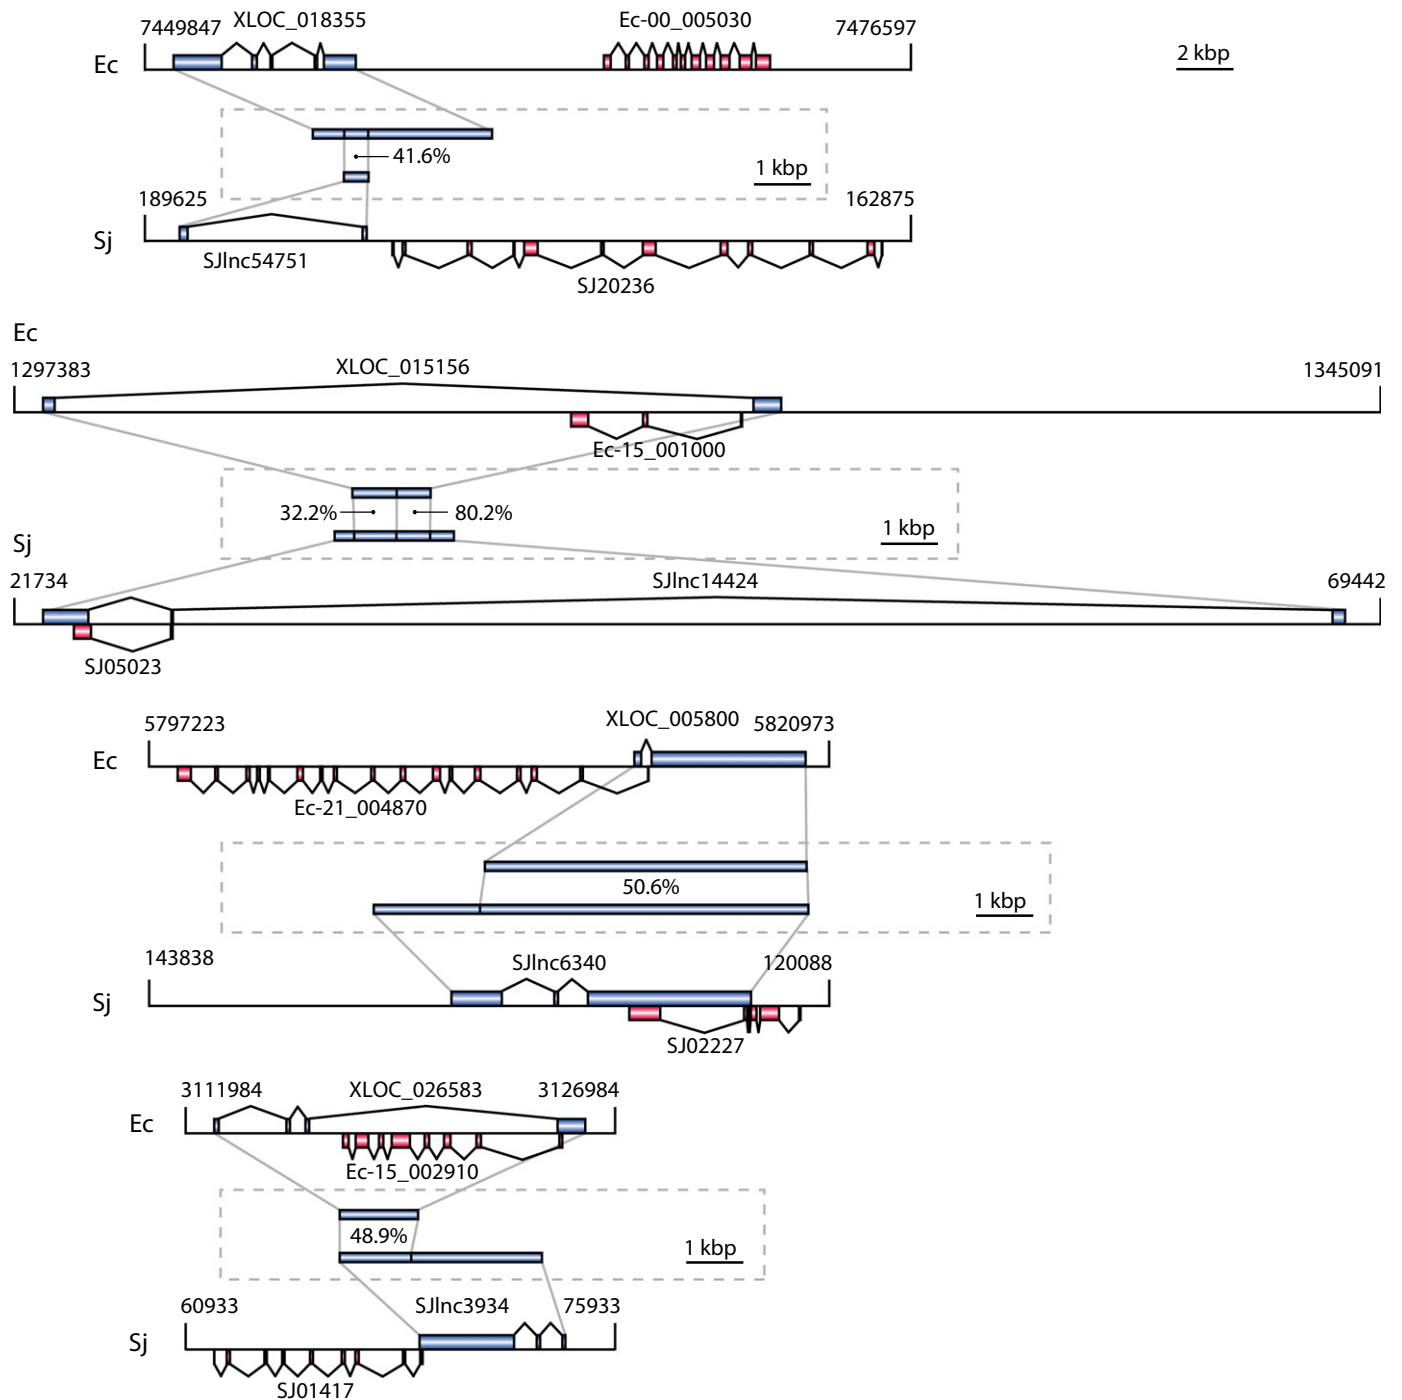 7449847 XLOC_018355 Ec-00_005030 7476597
Ec
2 kbp
41.6%
1 kbp
189625 162875
Sj
SJlnc54751
SJ20236
Ec
1297383 XLOC_015156 1345091
Ec-15_001000
32.2% 80.2%
1 kbp
Sj
21734 SJlnc14424 69442
SJ05023
5797223 XLOC_005800 5820973
Ec
Ec-21_004870
50.6%
1 kbp
143838 SJlnc6340 120088
Sj
SJ02227
3111984 XLOC_026583 3126984
Ec
Ec-15_002910
48.9%
1 kbp
60933 SJlnc3934 75933
Sj
SJ01417